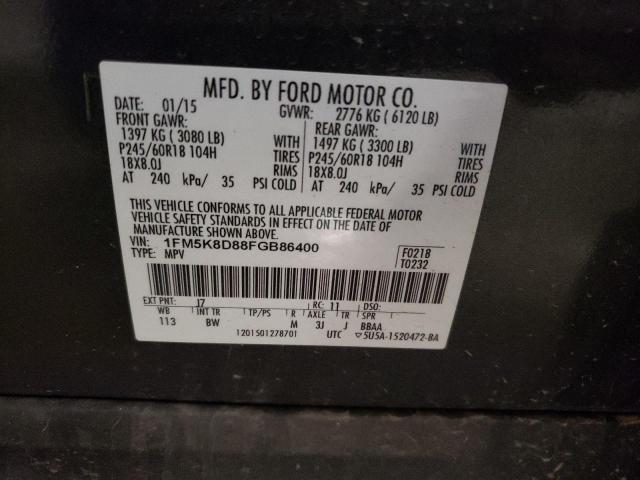 MFD. BY FORD MOTOR CO.
DATE: 01/15 GVWR: 2776 KG ( 6120 LB)
FRONT GAWR: REAR GAWR:
1397 KG ( 3080 LB) WITH 1497 KG ( 3300 LB) WITH
P245/60R18 104H TIRES P245/60R18 104H TIRES
18X8.0J RIMS 18X8.0J RIMS
AT 240 kPa/ 35 PSI COLD AT 240 kPa/ 35 PSI COLD
THIS VEHICLE CONFORMS TO ALL APPLICABLE FEDERAL MOTOR
VEHICLE SAFETY STANDARDS IN EFFECT ON THE DATE OF
MANUFACTURE SHOWN ABOVE.
VIN: 1FM5K8D88FGB86400 F0218
TYPE: MPV T0232
EXT PNT: J7 RC: 11 DSO:
WB INT TR TP/PS R AXLE TR SPR
113 BW M 3J J BBAA
1201501278701 UTC ▽5U5A-1520472-BA